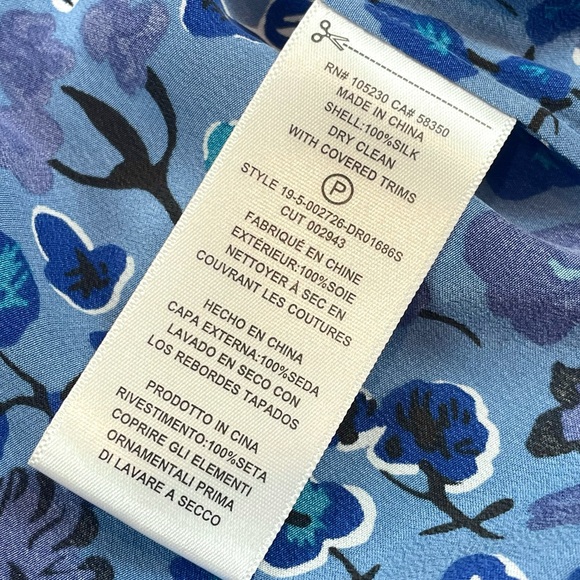 RN# 105230 CA# 58350
MADE IN CHINA
SHELL:100%SILK
DRY CLEAN
WITH COVERED TRIMS
P
STYLE 19-5-002726-DR01686S
CUT 002943
FABRIQUÉ EN CHINE
EXTÉRIEUR:100%SOIE
NETTOYER À SEC EN
COUVRANT LES COUTURES
HECHO EN CHINA
CAPA EXTERNA:100%SEDA
LAVADO EN SECO CON
LOS REBORDES TAPADOS
PRODOTTO IN CINA
RIVESTIMENTO:100%SETA
COPRIRE GLI ELEMENTI
ORNAMENTALI PRIMA
DI LAVARE A SECCO